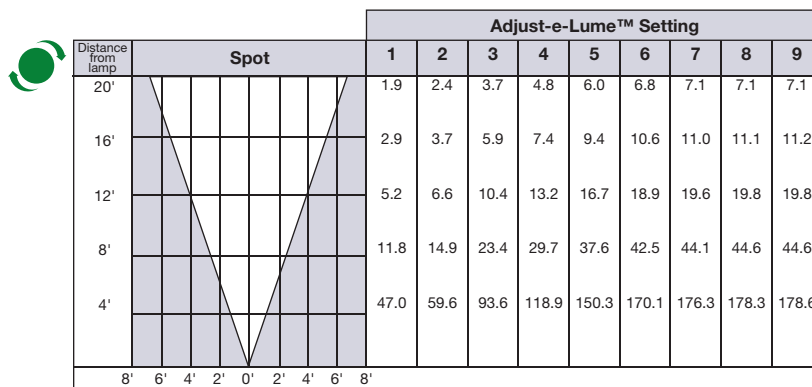 Adjust-e-Lume™ Setting
Distance from lamp Spot 1 2 3 4 5 6 7 8 9
20' 1.9 2.4 3.7 4.8 6.0 6.8 7.1 7.1 7.1
16' 2.9 3.7 5.9 7.4 9.4 10.6 11.0 11.1 11.2
12' 5.2 6.6 10.4 13.2 16.7 18.9 19.6 19.8 19.8
8' 11.8 14.9 23.4 29.7 37.6 42.5 44.1 44.6 44.6
4' 47.0 59.6 93.6 118.9 150.3 170.1 176.3 178.3 178.6
8' 6' 4' 2' 0' 2' 4' 6' 8'